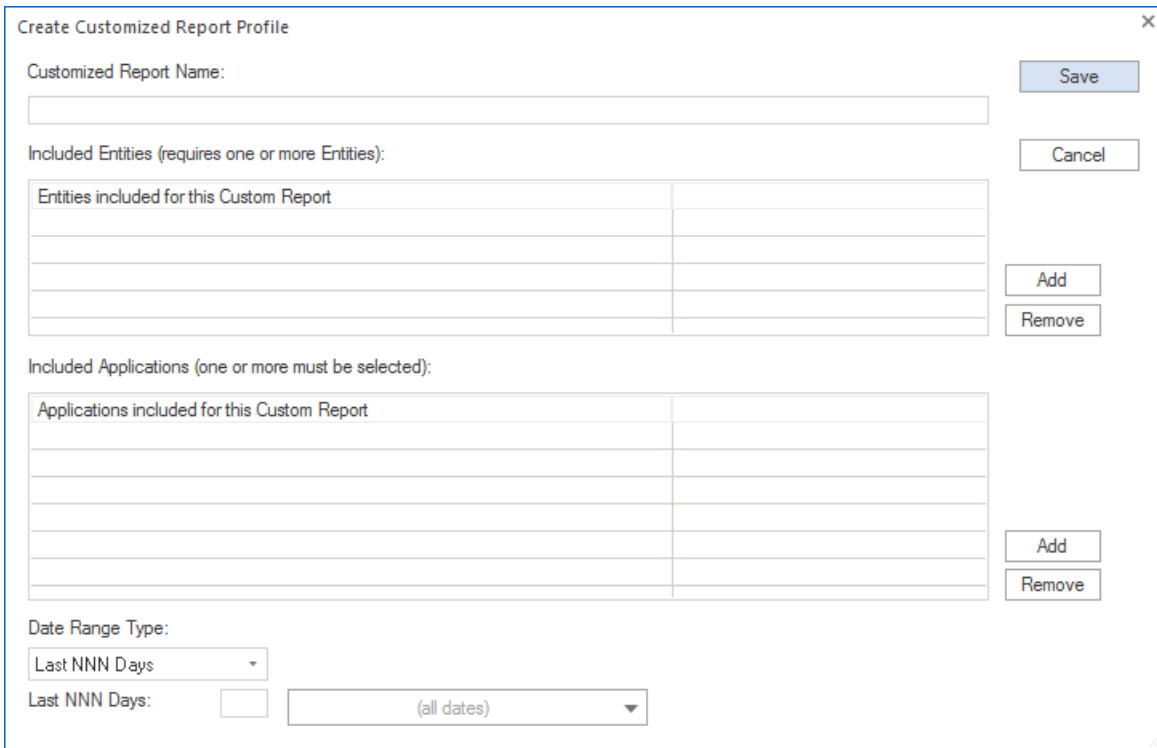 Create Customized Report Profile
Customized Report Name:
Save
Included Entities (requires one or more Entities):
Cancel
Entities included for this Custom Report
Add
Remove
Included Applications (one or more must be selected):
Applications included for this Custom Report
Add
Remove
Date Range Type:
Last NNN Days
Last NNN Days:
(all dates)